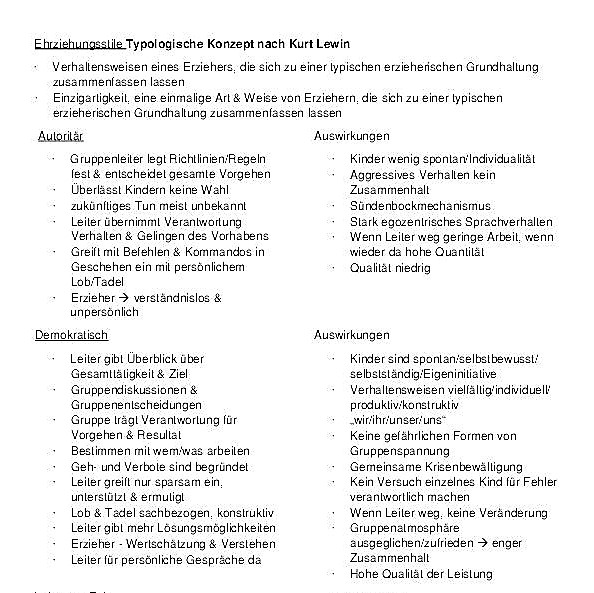 Ehrziehungsstile Typologische Konzept nach Kurt Lewin
· Verhaltensweisen eines Erziehers, die sich zu einer typischen erzieherischen Grundhaltung
zusammenfassen lassen
· Einzigartigkeit, eine einmalige Art & Weise von Erziehern, die sich zu einer typischen
erzieherischen Grundhaltung zusammenfassen lassen
Autoritär
· Gruppenleiter legt Richtlinien/Regeln
fest & entscheidet gesamte Vorgehen
· Überlässt Kindern keine Wahl
· zukünftiges Tun meist unbekannt
· Leiter übernimmt Verantwortung
Verhalten & Gelingen des Vorhabens
· Greift mit Befehlen & Kommandos in
Geschehen ein mit persönlichem
Lob/Tadel
· Erzieher → verständnislos &
unpersönlich
Auswirkungen
· Kinder wenig spontan/Individualität
· Aggressives Verhalten kein
Zusammenhalt
· Sündenbockmechanismus
· Stark egozentrisches Sprachverhalten
· Wenn Leiter weg geringe Arbeit, wenn
wieder da hohe Quantität
· Qualität niedrig
Demokratisch
· Leiter gibt Überblick über
Gesamttätigkeit & Ziel
· Gruppendiskussionen &
Gruppenentscheidungen
· Gruppe trägt Verantwortung für
Vorgehen & Resultat
· Bestimmen mit wem/was arbeiten
· Geh- und Verbote sind begründet
· Leiter greift nur sparsam ein,
unterstützt & ermutigt
· Lob & Tadel sachbezogen, konstruktiv
· Leiter gibt mehr Lösungsmöglichkeiten
· Erzieher - Wertschätzung & Verstehen
· Leiter für persönliche Gespräche da
Auswirkungen
· Kinder sind spontan/selbstbewusst/
selbstständig/Eigeninitiative
· Verhaltensweisen vielfältig/individuell/
produktiv/konstruktiv
· „wir/ihr/unser/uns“
· Keine gefährlichen Formen von
Gruppenspannung
· Gemeinsame Krisenbewältigung
· Kein Versuch einzelnes Kind für Fehler
verantwortlich machen
· Wenn Leiter weg, keine Veränderung
· Gruppenatmosphäre
ausgeglichen/zufrieden → enger
Zusammenhalt
· Hohe Qualität der Leistung